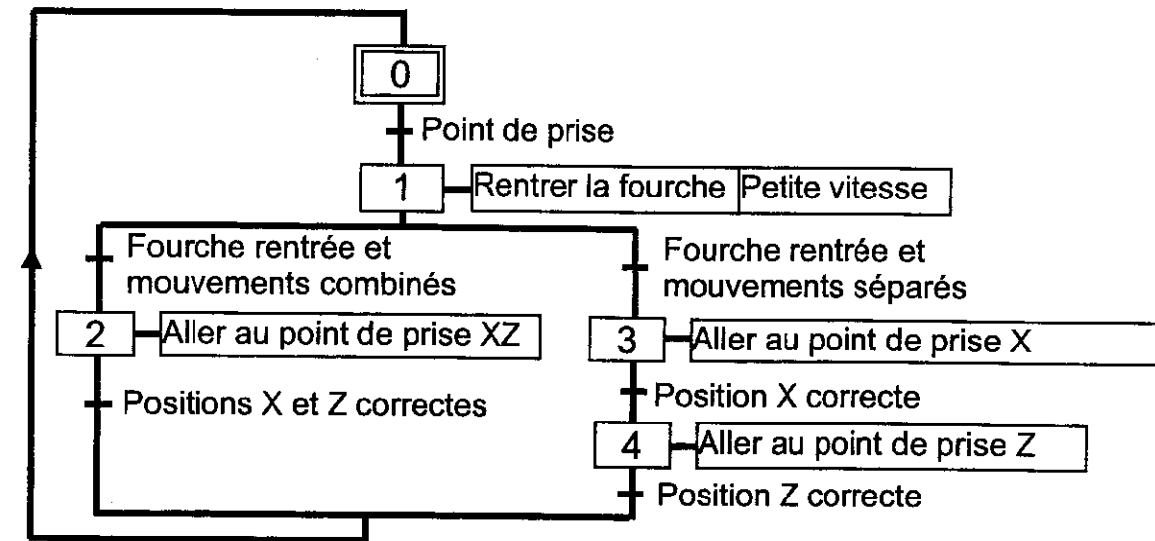 0
Point de prise
1
Rentrer la fourche
Petite vitesse
Fourche rentrée et
mouvements combinés
Fourche rentrée et
mouvements séparés
2
Aller au point de prise XZ
3
Aller au point de prise X
Positions X et Z correctes
Position X correcte
4
Aller au point de prise Z
Position Z correcte